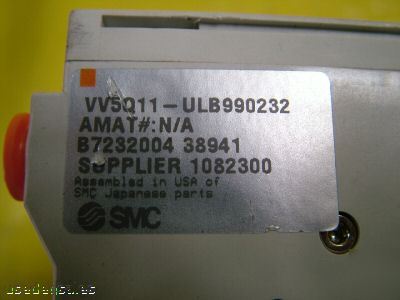 VV5Q11-ULB990232
AMAT#:N/A
B7232004 38941
SUPPLIER 1082300
Assembled in USA of
SMC Japanese parts
SMC